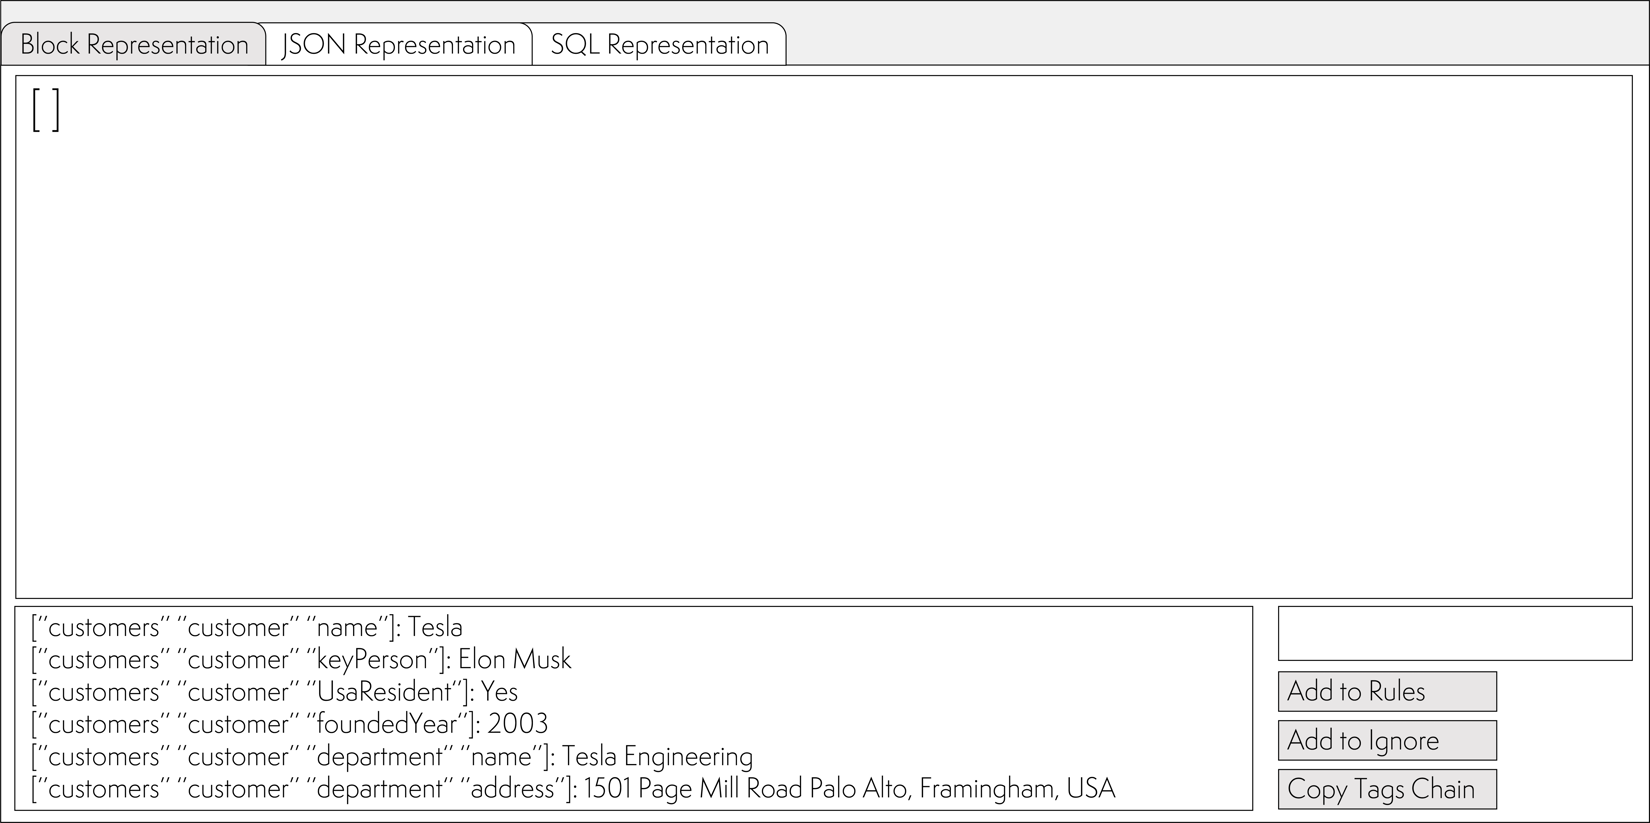 Block Representation JSON Representation SQL Representation
[ ]
["customers" "customer" "name"]: Tesla
["customers" "customer" "keyPerson"]: Elon Musk
["customers" "customer" "UsaResident"]: Yes
["customers" "customer" "foundedYear"]: 2003
["customers" "customer" "department" "name"]: Tesla Engineering
["customers" "customer" "department" "address"]: 1501 Page Mill Road Palo Alto, Framingham, USA
Add to Rules
Add to Ignore
Copy Tags Chain